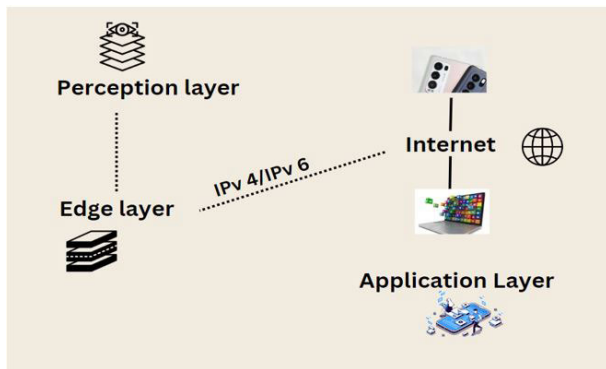 Perception layer
Internet
IPv 4/IPv 6
Edge layer
Application Layer